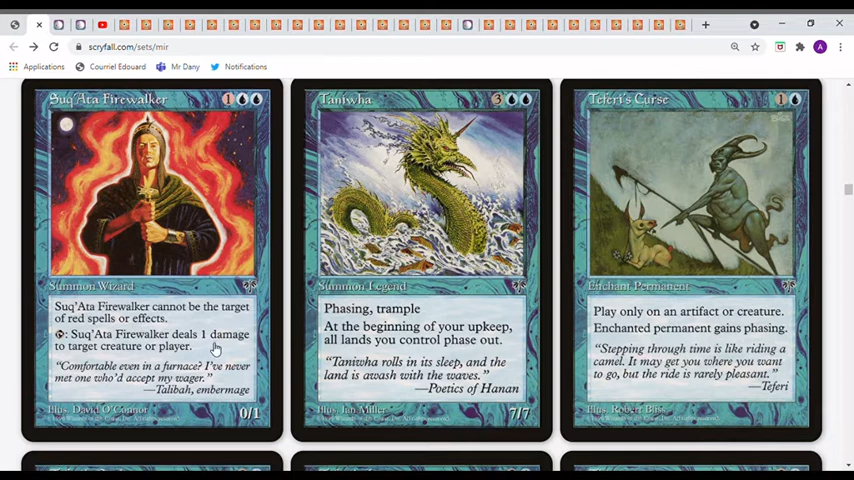 scryfall.com/sets/mir
A
Applications
Courriel Edouard
Mr Dany
Notifications
Suq'Ata Firewalker 1
Summon Wizard
Suq'Ata Firewalker cannot be the target
of red spells or effects.
: Suq'Ata Firewalker deals 1 damage
to target creature or player.
"Comfortable even in a furnace? I've never
met one who'd accept my wager."
—Talibah, embermage
Illus. David O'Connor
0/1
Taniwha 3
Summon Legend
Phasing, trample
At the beginning of your upkeep,
all lands you control phase out.
"Taniwha rolls in its sleep, and the
land is awash with the waves."
—Poetics of Hanan
Illus. Ian Miller
7/7
Teferi's Curse 1
Enchant Permanent
Play only on an artifact or creature.
Enchanted permanent gains phasing.
"Stepping through time is like riding a
camel. It may get you where you want
to go, but the ride is rarely pleasant."
—Teferi
Illus. Robert Bliss